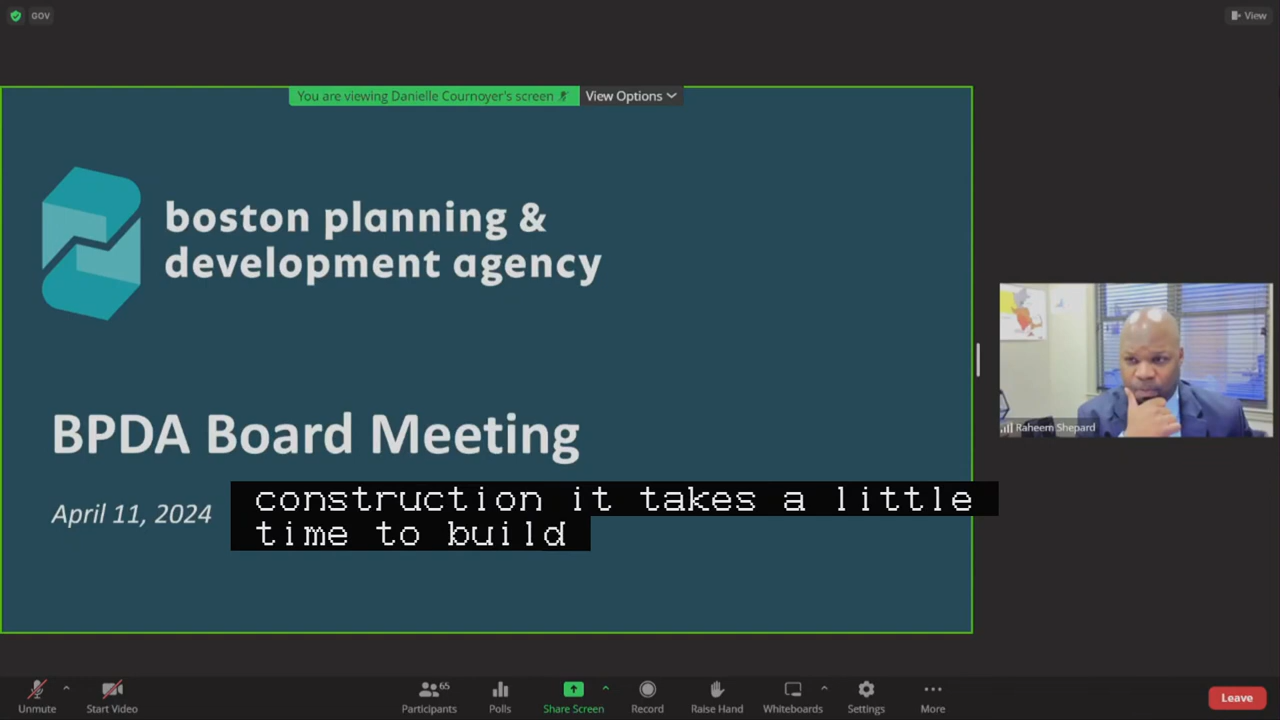 GOV
View
You are viewing Danielle Cournoyer's screen
View Options
boston planning &
development agency
BPDA Board Meeting
April 11, 2024
construction it takes a little
time to build
Raheem Shepard
Unmute
Start Video
65
Participants
Polls
Share Screen
Record
Raise Hand
Whiteboards
Settings
More
Leave